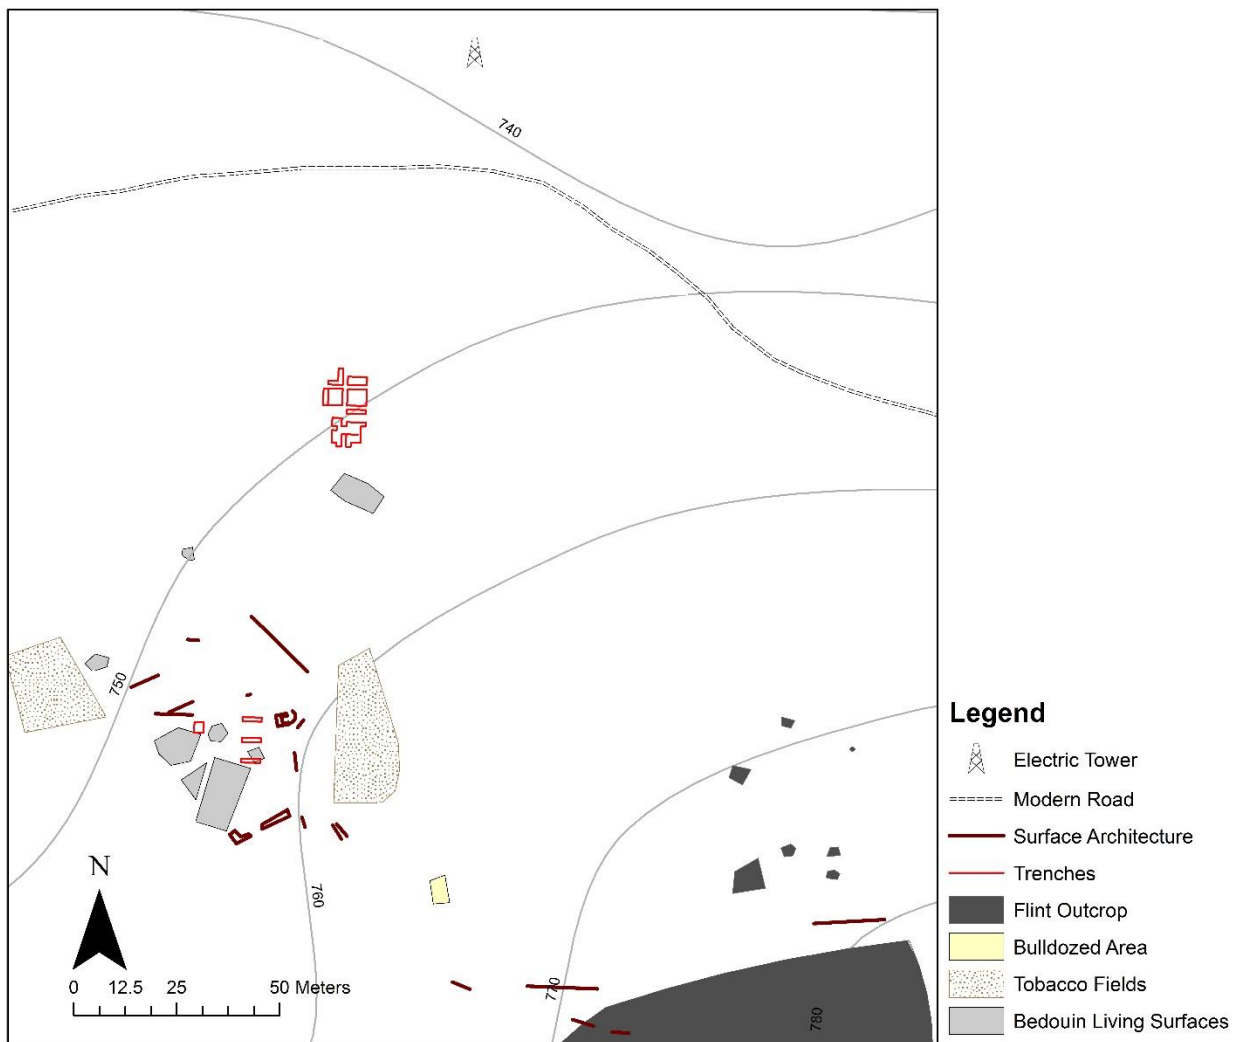 740
750
760
770
780
N
0 12.5 25 50 Meters
Legend
Electric Tower
Modern Road
Surface Architecture
Trenches
Flint Outcrop
Bulldozed Area
Tobacco Fields
Bedouin Living Surfaces